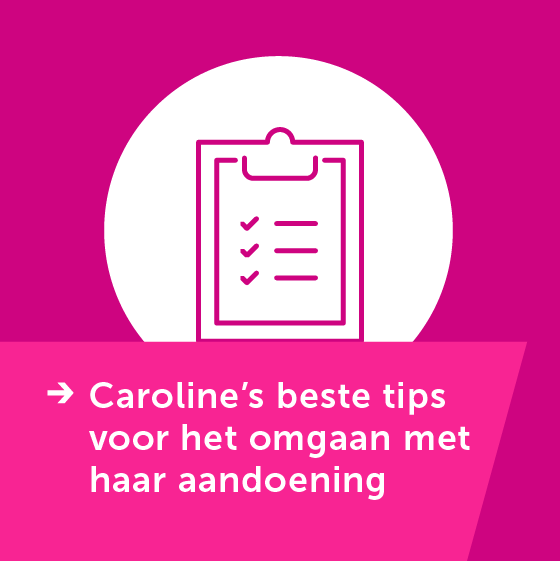 → Caroline’s beste tips
voor het omgaan met
haar aandoening